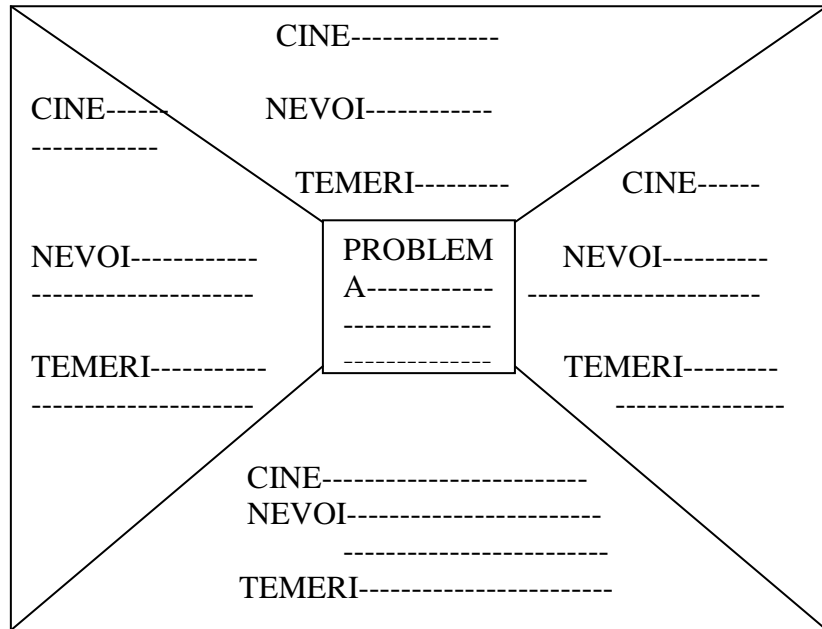 CINE--------------
NEVOI------------
TEMERI---------
CINE------
------------
NEVOI------------
---------------------
TEMERI-----------
---------------------
PROBLEM
A------------
--------------
--------------
CINE------
NEVOI----------
----------------------
TEMERI---------
----------------
CINE-------------------------
NEVOI------------------------
-------------------------
TEMERI------------------------